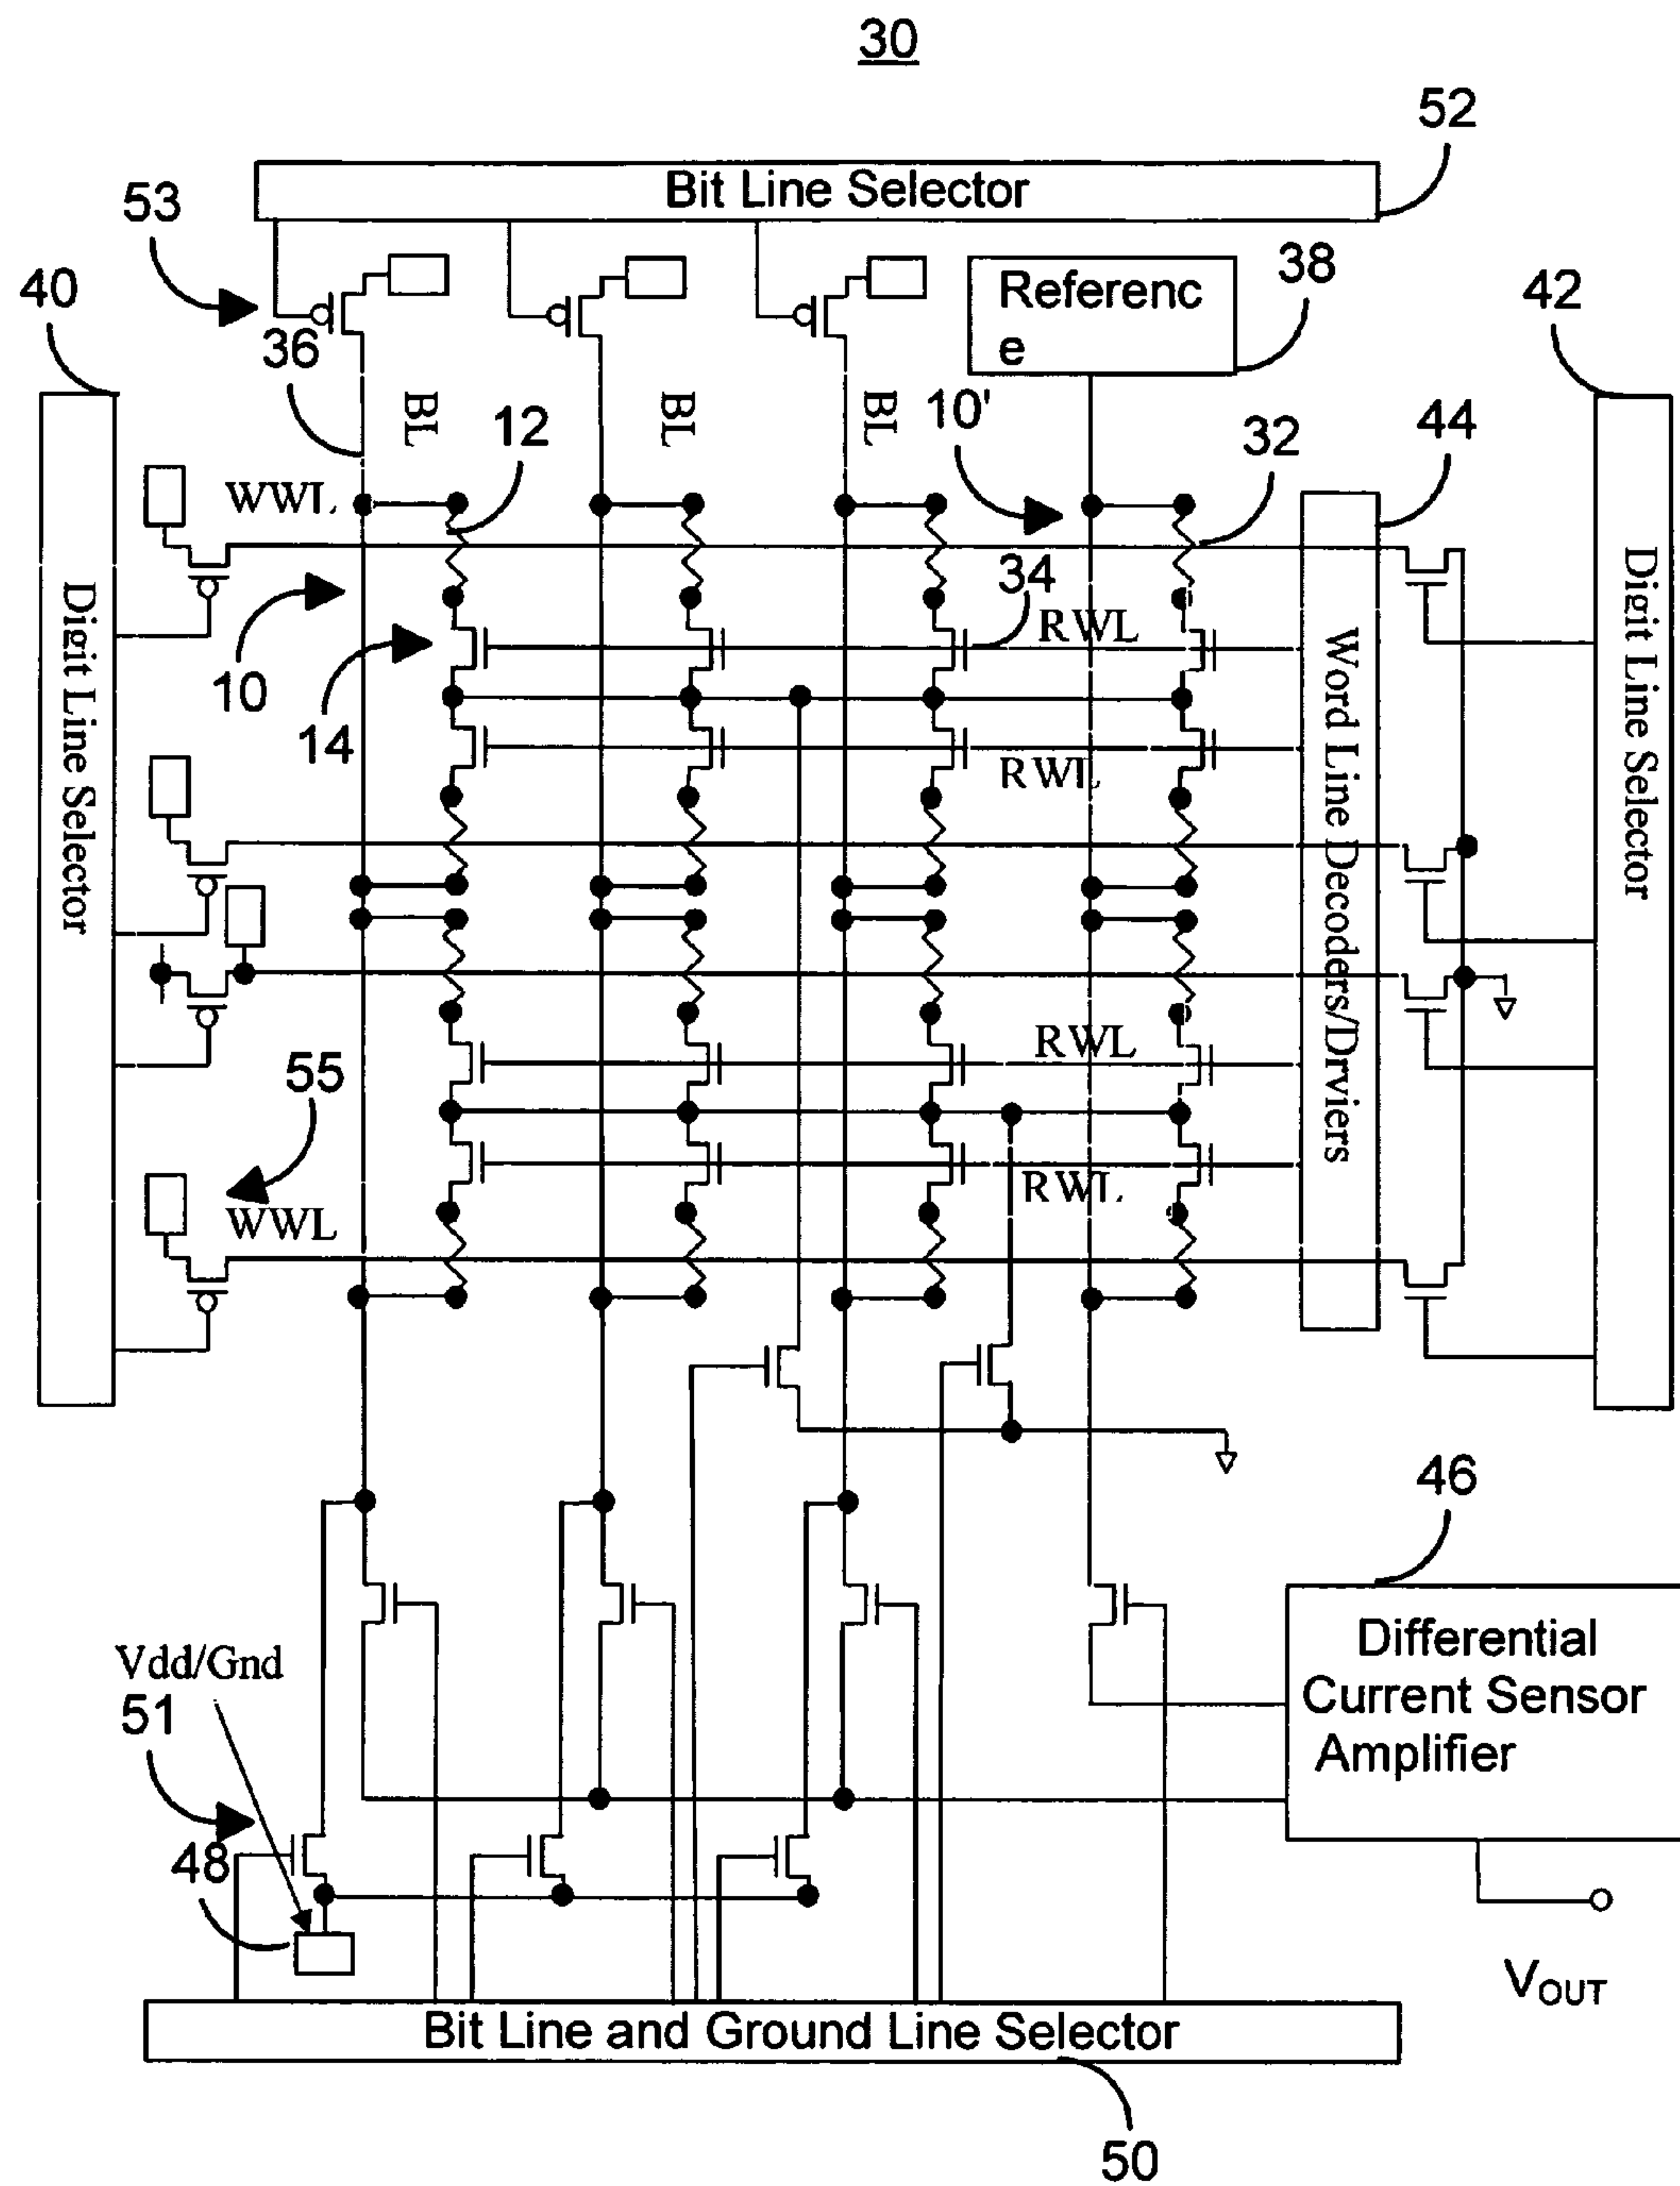 30
52
Bit Line Selector
53
38
40
Referenc
e
42
36
BL
BL
BL
10'
44
12
32
WWL
34
RWL
10
14
RWL
Digit Line Selector
Word Line Decoders/Drviers
Digit Line Selector
RWL
55
RWL
WWL
46
Differential
Current Sensor
Amplifier
Vdd/Gnd
51
48
VOUT
Bit Line and Ground Line Selector
50